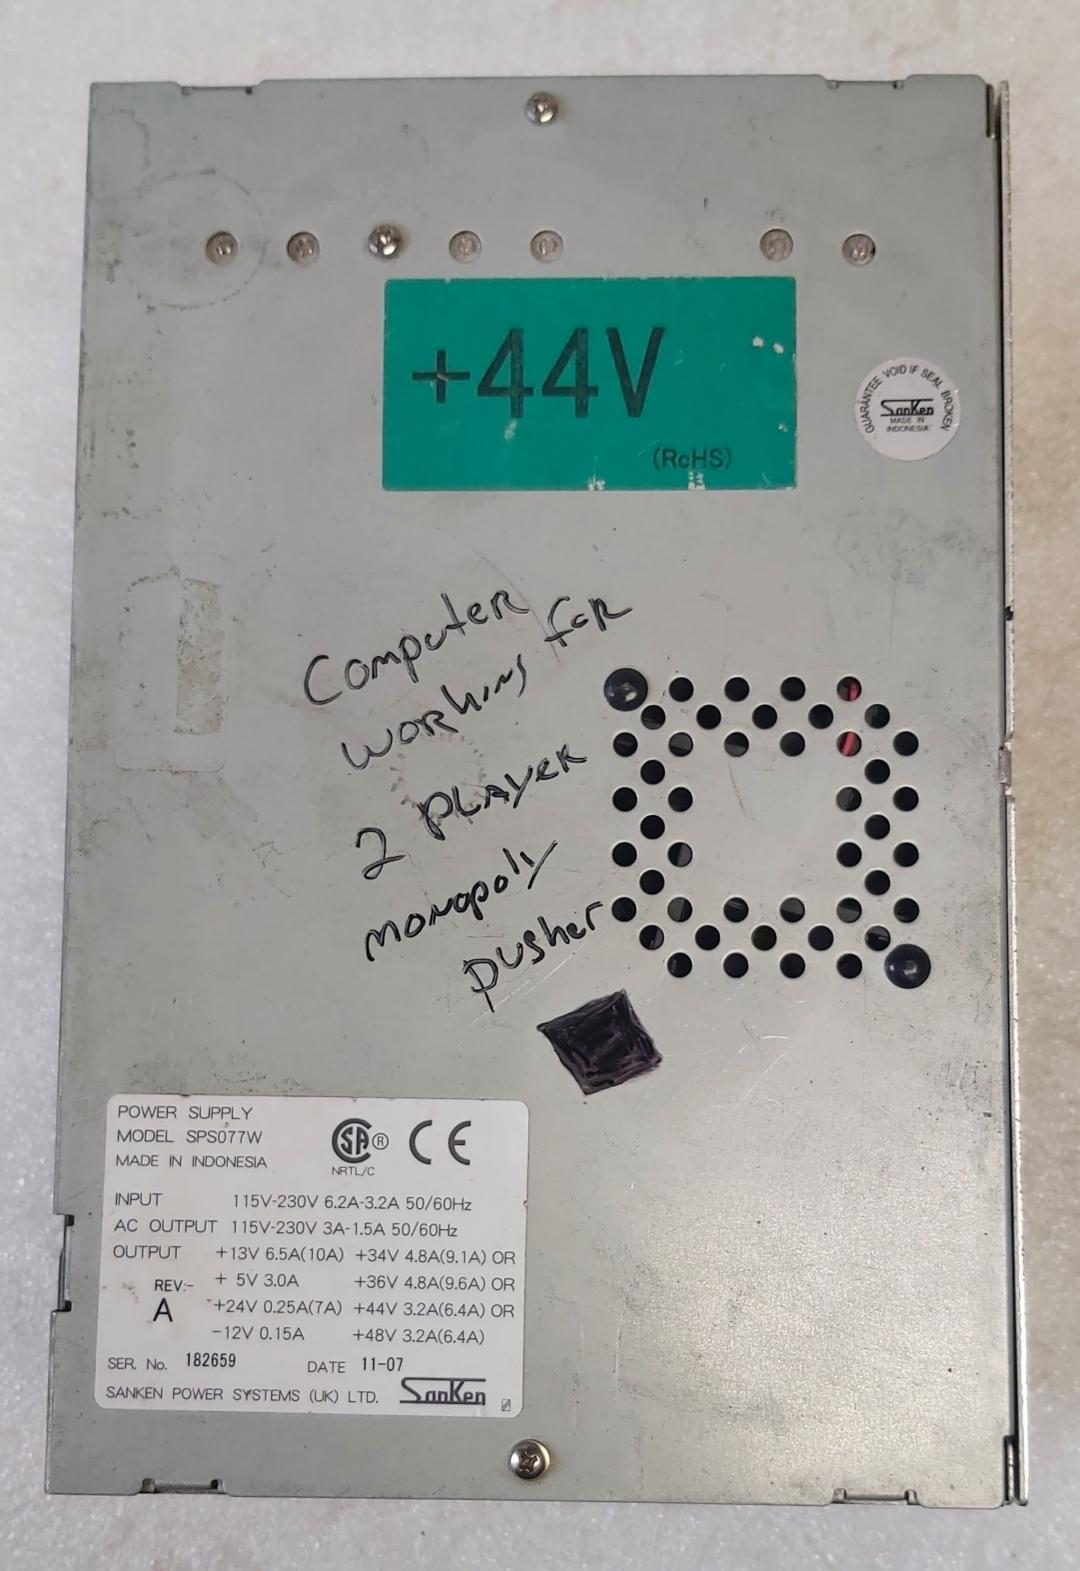 +44V
(RoHS)
GUARANTEE VOID IF SEAL BROKEN
SanKen
MADE IN
INDONESIA
Computer
working for
2 PLAYER
monopoly
pusher
POWER SUPPLY
MODEL SPS077W
MADE IN INDONESIA
SA®
NRTL/C
CE
INPUT 115V-230V 6.2A-3.2A 50/60Hz
AC OUTPUT 115V-230V 3A-1.5A 50/60Hz
OUTPUT +13V 6.5A(10A) +34V 4.8A(9.1A) OR
+ 5V 3.0A +36V 4.8A(9.6A) OR
REV:-
A
+24V 0.25A(7A) +44V 3.2A(6.4A) OR
-12V 0.15A +48V 3.2A(6.4A)
SER. No. 182659 DATE 11-07
SANKEN POWER SYSTEMS (UK) LTD. SanKen